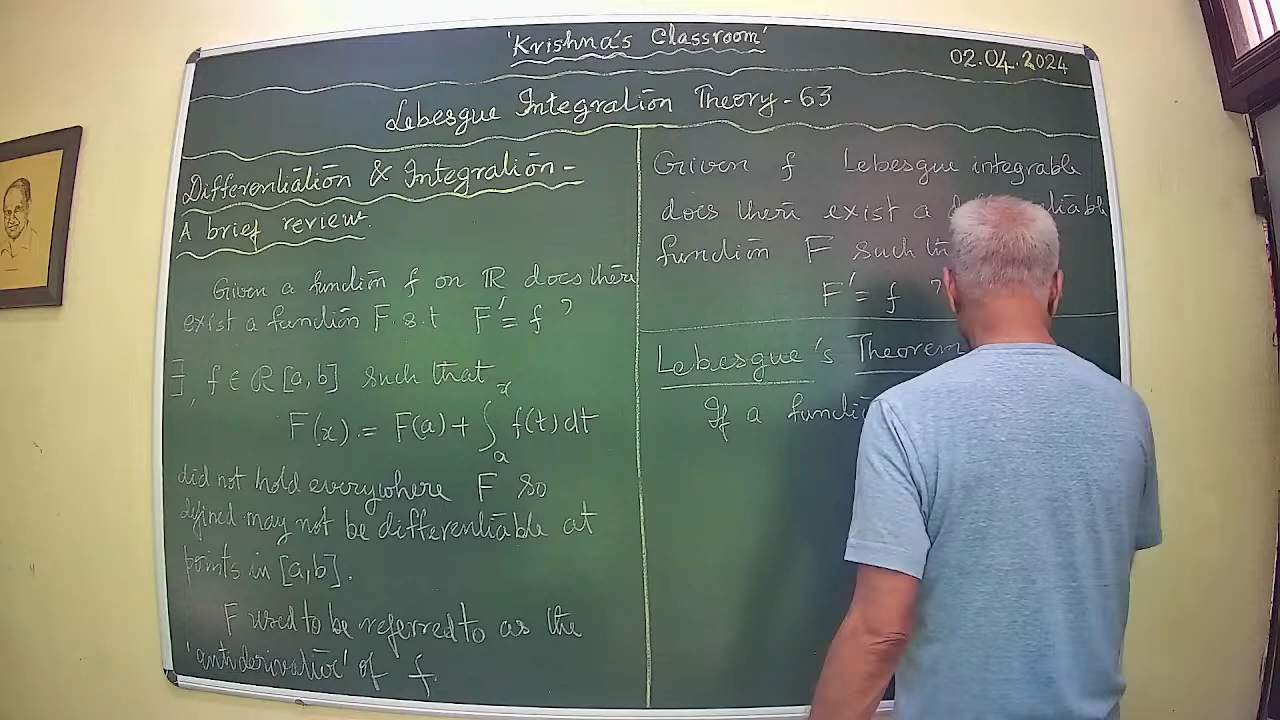 'Krishna's Classroom'
02.04.2024
Lebesgue Integration Theory - 63
Differentiation & Integration -
A brief review.
Given a function f on ℝ does there
exist a function F s.t F' = f ?
∃, f ∈ R [a,b] such that
F(x) = F(a) + ∫ₐˣ f(t) dt
did not hold everywhere F so
defined may not be differentiable at
points in [a,b].
F used to be referred to as the
'antiderivative' of f.
Given f Lebesgue integrable
does there exist a
function F such
F' = f ?
Lebesgue's Theorem
If a